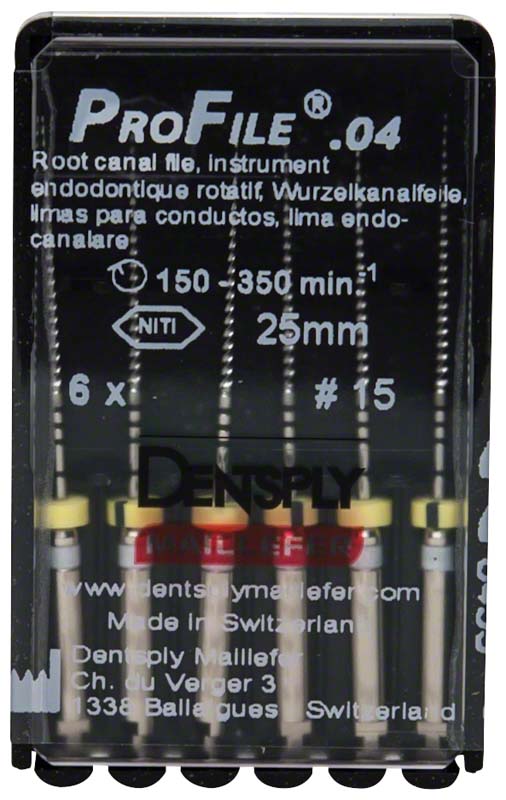 PROFILE® .04
Root canal file, instrument
endodontique rotatif, Wurzelkanalfeile,
limas para conductos, lima endo-
canalare
150 - 350 min.-1
NITI 25mm
6 x # 15
DENTSPLY
MAILLEFER
www.dentsplymaillefer.com
Made in Switzerland
Dentsply Maillefer
Ch. du Verger 3
1338 Ballaigues Switzerland